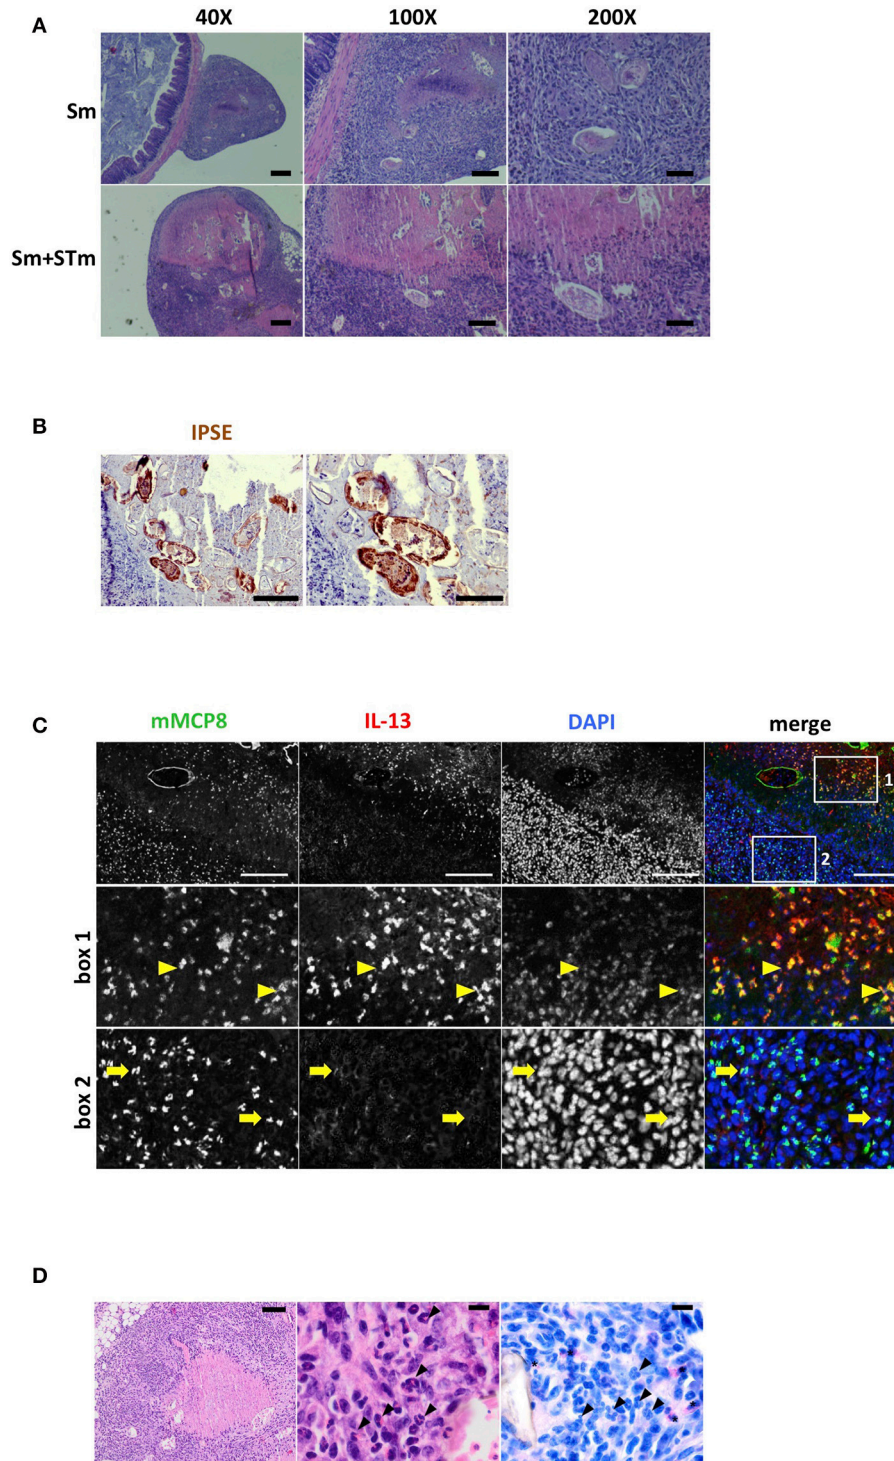 A
40X 100X 200X
Sm
Sm+STm
B
IPSE
C
mMCP8 IL-13 DAPI merge
1
2
box 1
box 2
D
* * * *